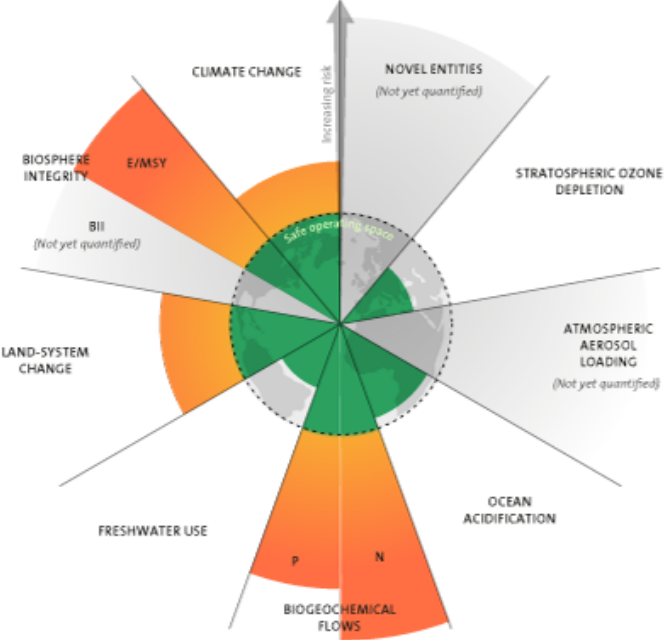 CLIMATE CHANGE
Increasing risk
NOVEL ENTITIES
(Not yet quantified)
STRATOSPHERIC OZONE
DEPLETION
BIOSPHERE
INTEGRITY
E/MSY
BII
(Not yet quantified)
Safe operating space
LAND-SYSTEM
CHANGE
ATMOSPHERIC
AEROSOL
LOADING
(Not yet quantified)
FRESHWATER USE
OCEAN
ACIDIFICATION
P
N
BIOGEOCHEMICAL
FLOWS